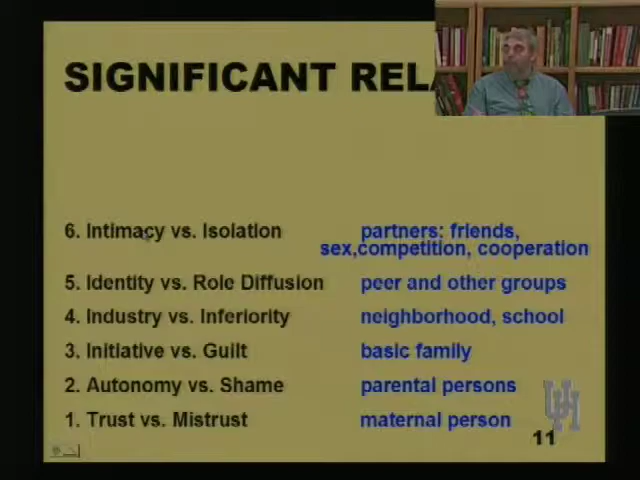 SIGNIFICANT
6. Intimacy vs. Isolation partners: friends,
sex,competition, cooperation
5. Identity vs. Role Diffusion peer and other groups
4. Industry vs. Inferiority neighborhood, school
3. Initiative vs. Guilt basic family
2. Autonomy vs. Shame parental persons
1. Trust vs. Mistrust maternal person
UH
11